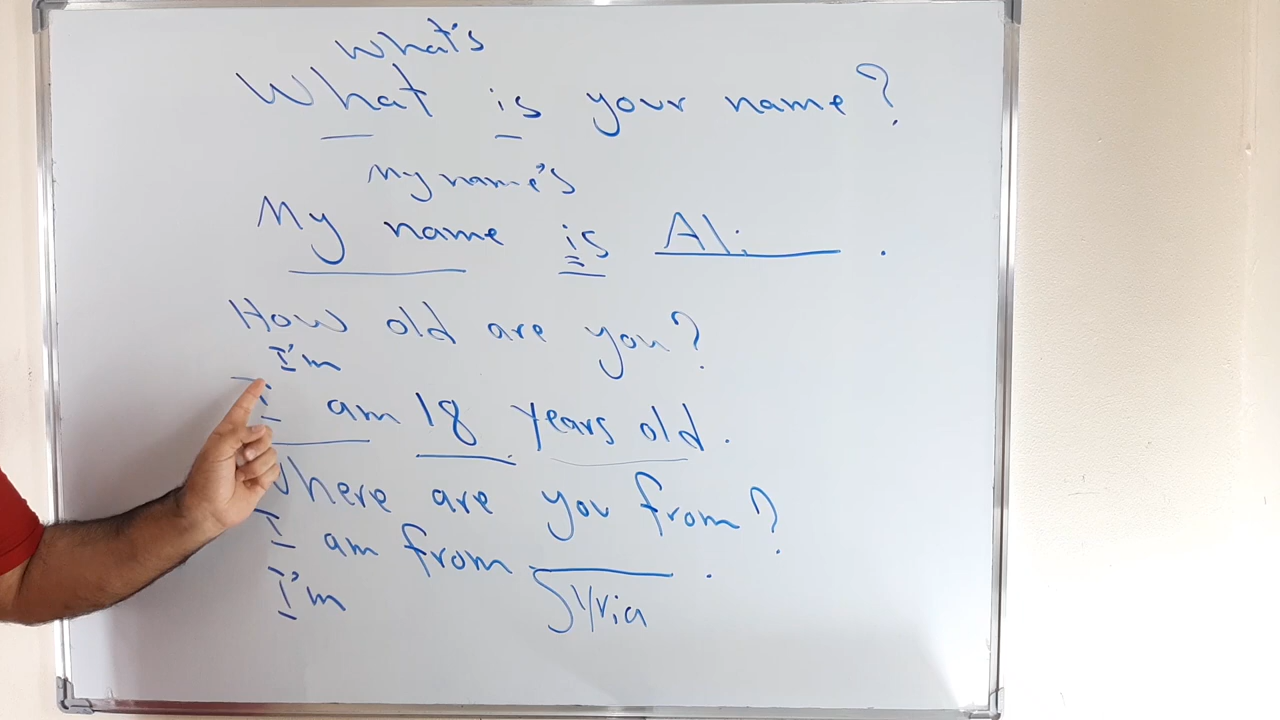 What's
What is your name?
My name's
My name is Ali.
How old are you?
I'm
I am 18 years old.
Where are you from?
I am from .
I'm Syria